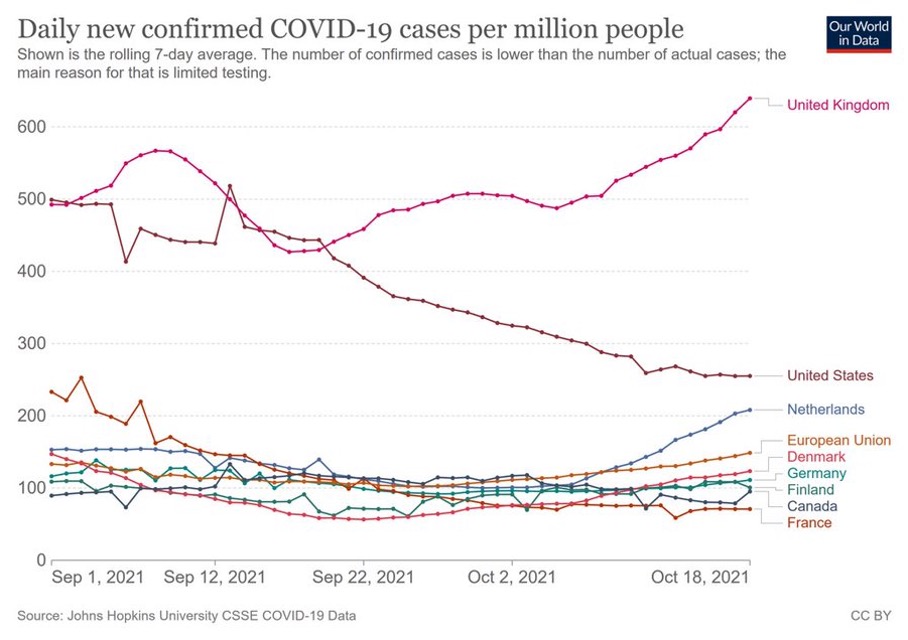 Daily new confirmed COVID-19 cases per million people
Shown is the rolling 7-day average. The number of confirmed cases is lower than the number of actual cases; the
main reason for that is limited testing.
Our World
in Data
United Kingdom
600
500
400
300
United States
Netherlands
200
European Union
Denmark
Germany
Finland
100
Canada
France
0
Sep 1, 2021
Sep 12, 2021
Sep 22, 2021
Oct 2, 2021
Oct 18, 2021
Source: Johns Hopkins University CSSE COVID-19 Data
CC BY